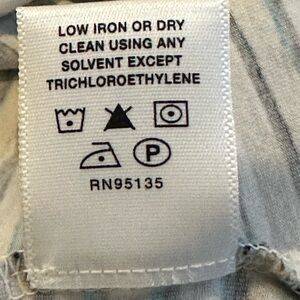 LOW IRON OR DRY
CLEAN USING ANY
SOLVENT EXCEPT
TRICHLOROETHYLENE
P
RN95135